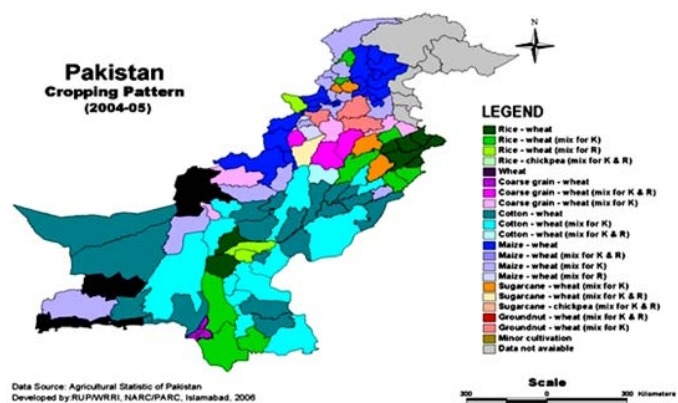 Pakistan
Cropping Pattern
(2004-05)
N
LEGEND
Rice - wheat
Rice - wheat (mix for K)
Rice - wheat (mix for R)
Rice - chickpea (mix for K & R)
Wheat
Coarse grain - wheat
Coarse grain - wheat (mix for K & R)
Coarse grain - wheat (mix for K)
Cotton - wheat
Cotton - wheat (mix for K)
Cotton - wheat (mix for K & R)
Maize - wheat
Maize - wheat (mix for K & R)
Maize - wheat (mix for K)
Maize - wheat (mix for R)
Sugarcane - wheat (mix for K)
Sugarcane - wheat (mix for K & R)
Sugarcane - chickpea (mix for K & R)
Groundnut - wheat (mix for K & R)
Groundnut - wheat (mix for K)
Minor cultivation
Data not avaiable
Scale
300 0 300 Kilometers
Data Source: Agricultural Statistic of Pakistan
Developed by:RUP/WRRI, NARC/PARC, Islamabad, 2006